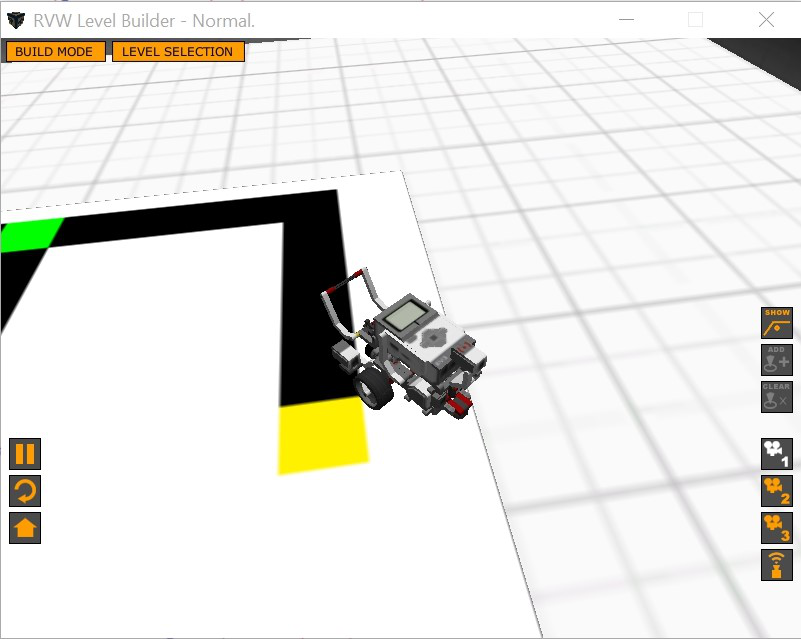 RVW Level Builder - Normal.
BUILD MODE
LEVEL SELECTION
SHOW
ADD
CLEAR
1
2
3